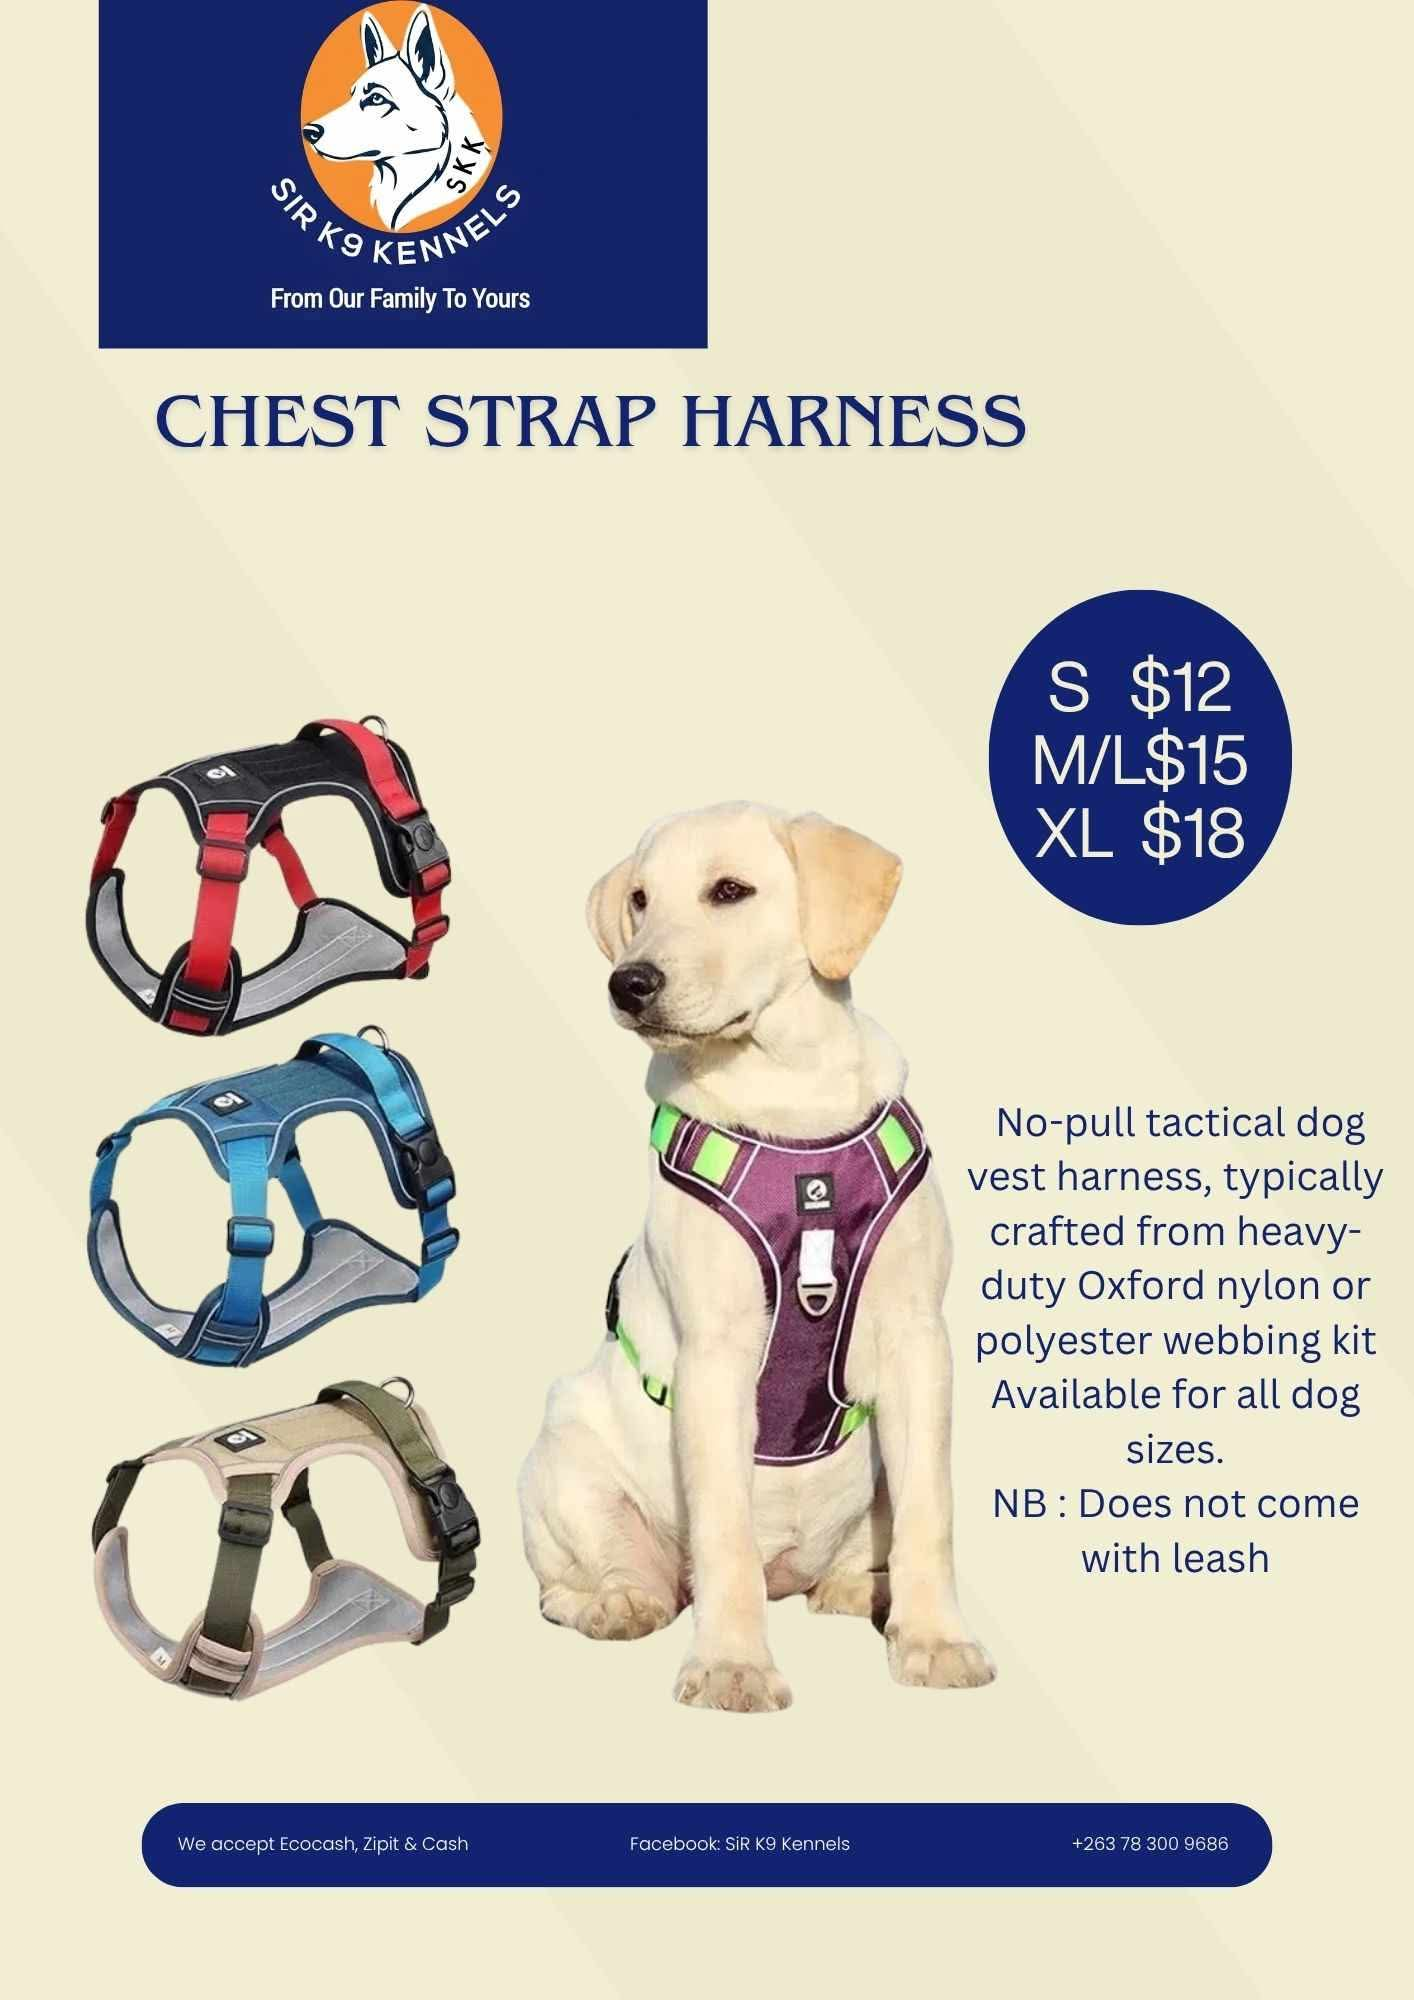 SKK
SiR K9 KENNELS
From Our Family To Yours
CHEST STRAP HARNESS
S $12
M/L$15
XL $18
No-pull tactical dog
vest harness, typically
crafted from heavy-
duty Oxford nylon or
polyester webbing kit
Available for all dog
sizes.
NB : Does not come
with leash
M
M
M
We accept Ecocash, Zipit & Cash
Facebook: SiR K9 Kennels
+263 78 300 9686